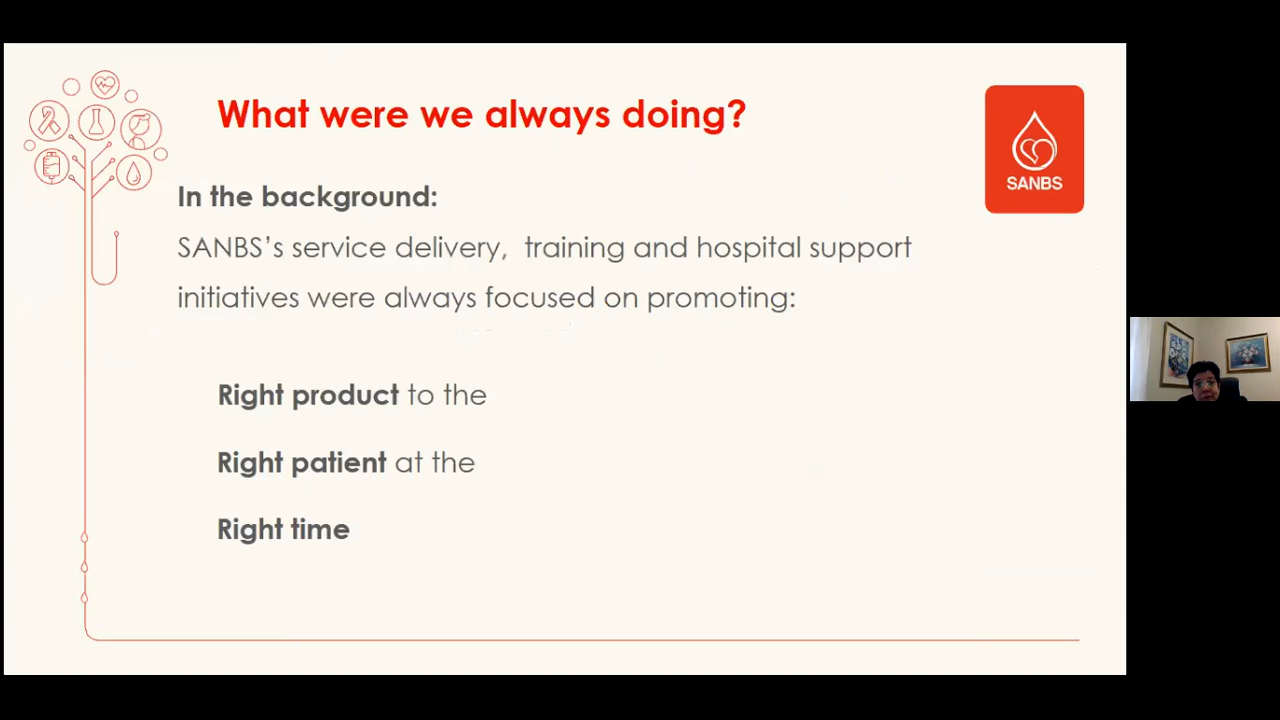 What were we always doing?
SANBS
In the background:
SANBS’s service delivery, training and hospital support
initiatives were always focused on promoting:
Right product to the
Right patient at the
Right time